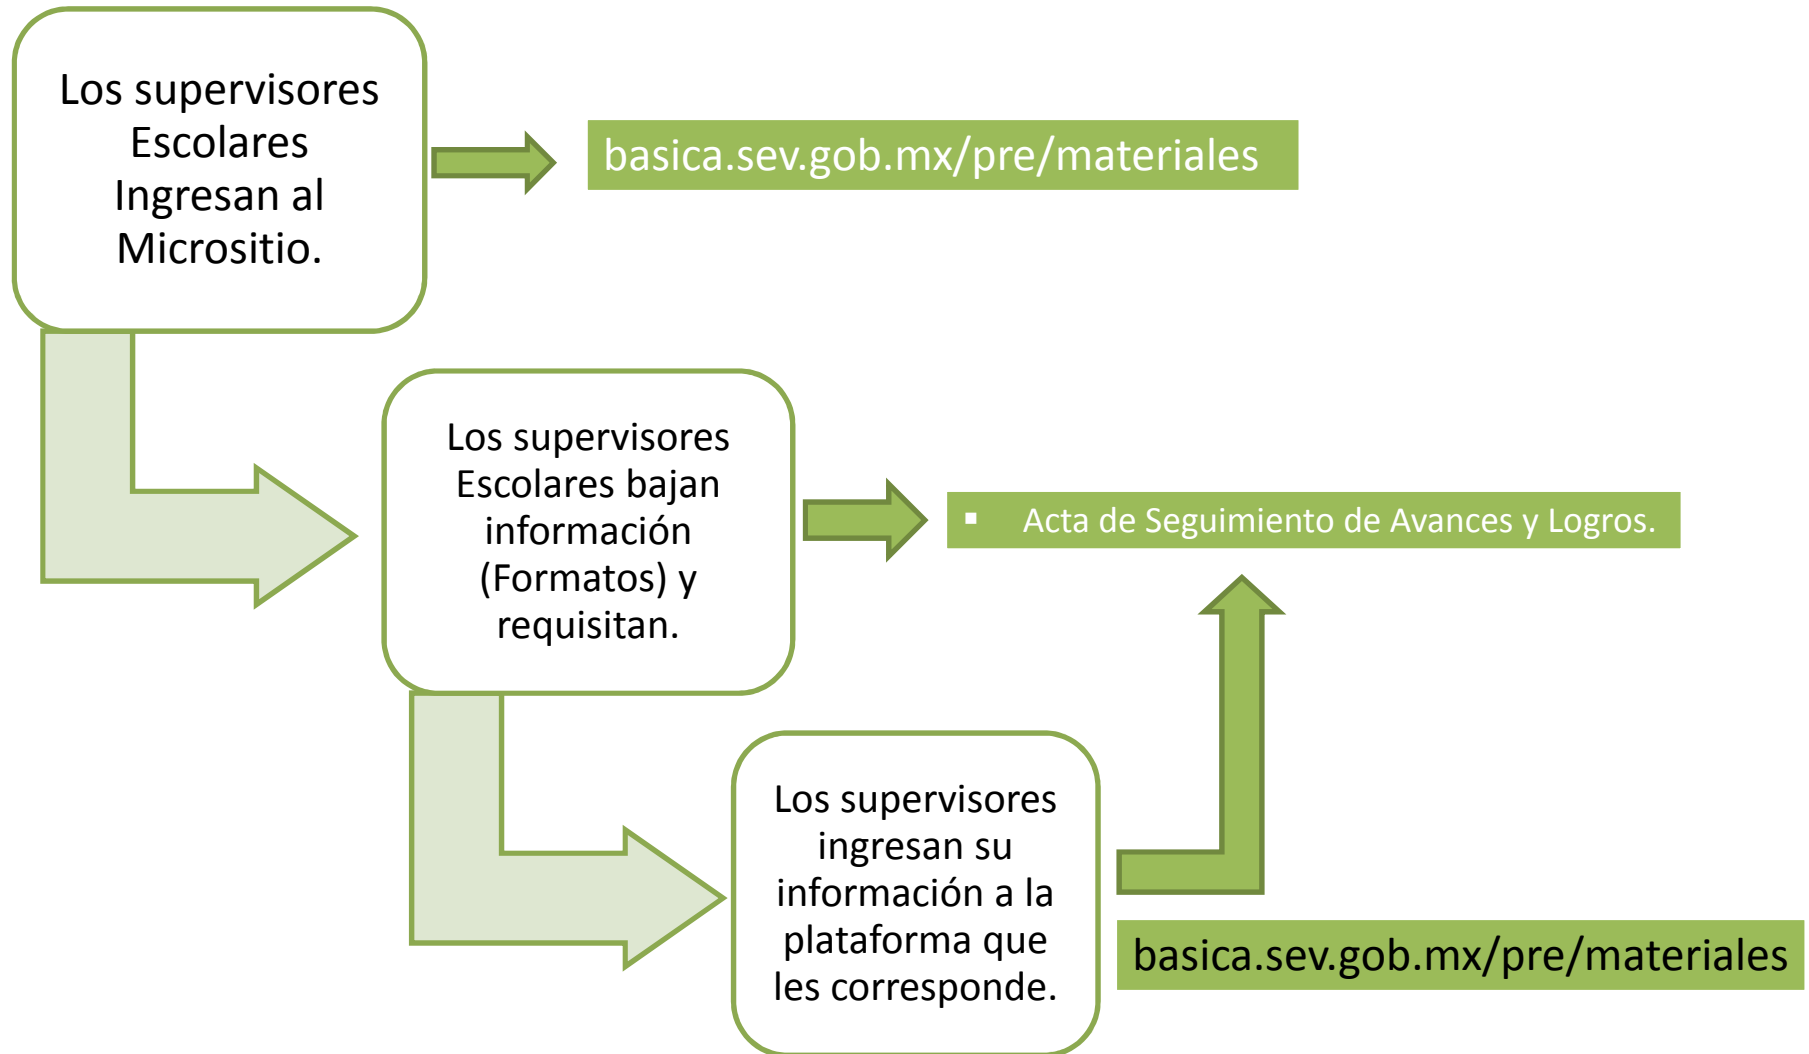 Los supervisores
Escolares
Ingresan al
Micrositio.
basica.sev.gob.mx/pre/materiales
Los supervisores
Escolares bajan
información
(Formatos) y
requisitan.
▪ Acta de Seguimiento de Avances y Logros.
Los supervisores
ingresan su
información a la
plataforma que
les corresponde.
basica.sev.gob.mx/pre/materiales